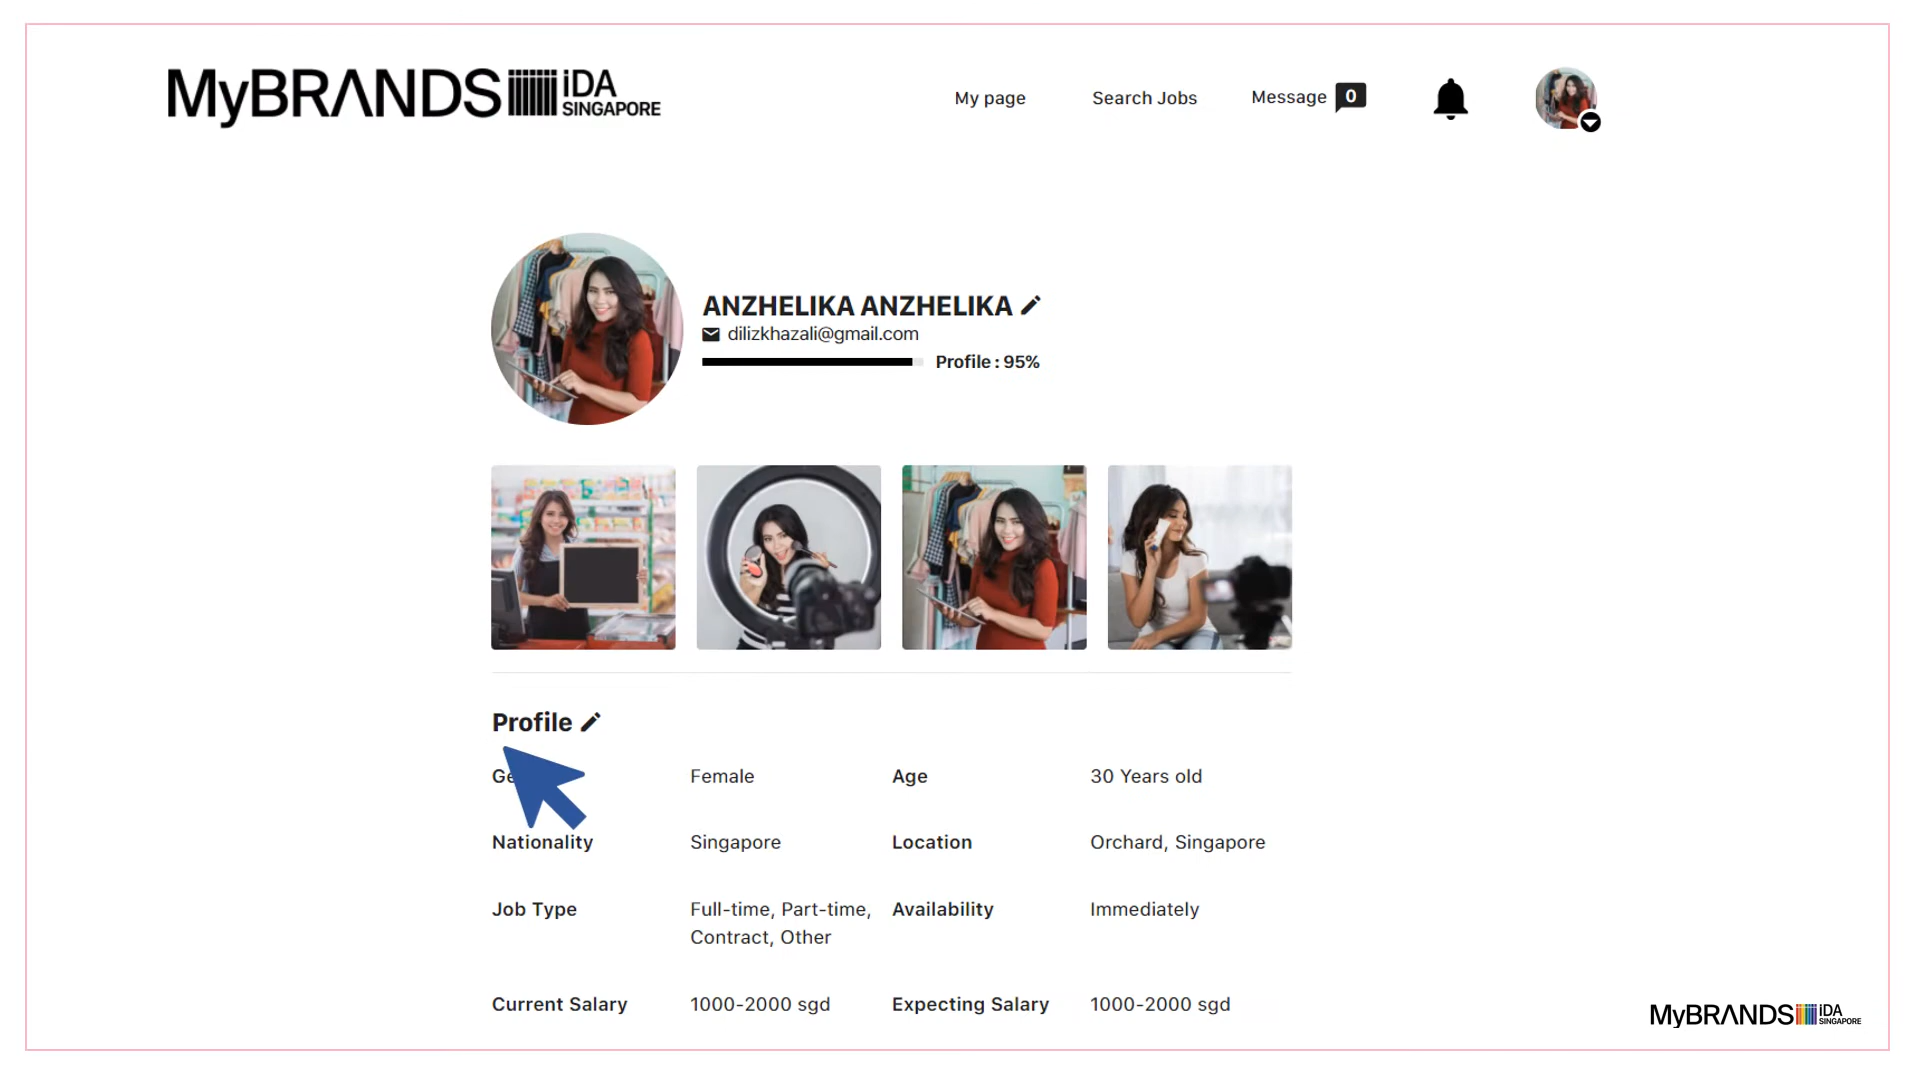 MyBRANDS iDA SINGAPORE
My page
Search Jobs
Message 0
ANZHELIKA ANZHELIKA
dilizkhazali@gmail.com
Profile : 95%
Profile
Ge
Female
Age
30 Years old
Nationality
Singapore
Location
Orchard, Singapore
Job Type
Full-time, Part-time,
Contract, Other
Availability
Immediately
Current Salary
1000-2000 sgd
Expecting Salary
1000-2000 sgd
MyBRANDS iDA SINGAPORE